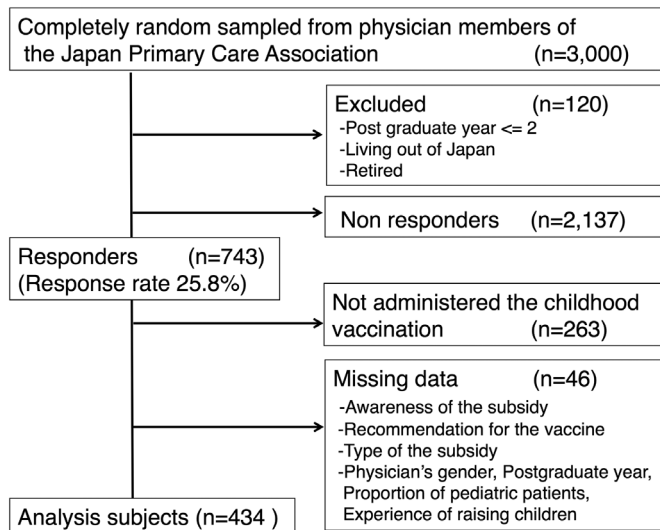 Completely random sampled from physician members of
the Japan Primary Care Association (n=3,000)
Excluded (n=120)
-Post graduate year <= 2
-Living out of Japan
-Retired
Non responders (n=2,137)
Responders (n=743)
(Response rate 25.8%)
Not administered the childhood
vaccination (n=263)
Missing data (n=46)
-Awareness of the subsidy
-Recommendation for the vaccine
-Type of the subsidy
-Physician's gender, Postgraduate year,
Proportion of pediatric patients,
Experience of raising children
Analysis subjects (n=434 )